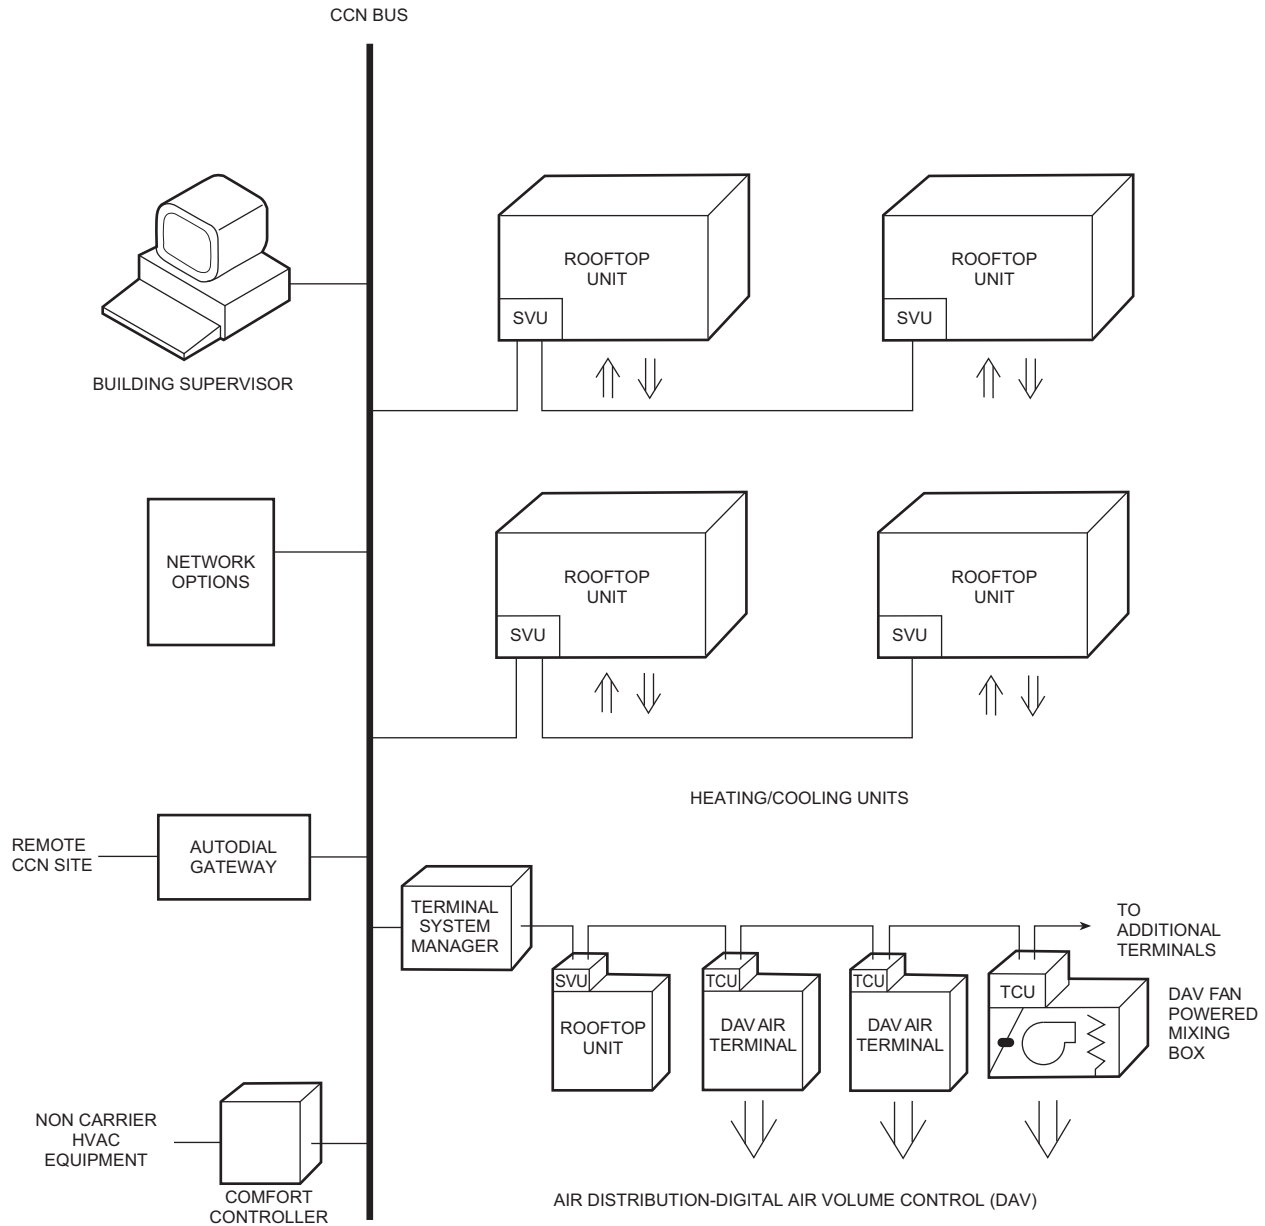 CCN BUS
BUILDING SUPERVISOR
ROOFTOP
UNIT
SVU
ROOFTOP
UNIT
SVU
NETWORK
OPTIONS
ROOFTOP
UNIT
SVU
ROOFTOP
UNIT
SVU
HEATING/COOLING UNITS
REMOTE
CCN SITE
AUTODIAL
GATEWAY
TERMINAL
SYSTEM
MANAGER
SVU
ROOFTOP
UNIT
TCU
DAV AIR
TERMINAL
TCU
DAV AIR
TERMINAL
TCU
TO
ADDITIONAL
TERMINALS
DAV FAN
POWERED
MIXING
BOX
NON CARRIER
HVAC
EQUIPMENT
COMFORT
CONTROLLER
AIR DISTRIBUTION-DIGITAL AIR VOLUME CONTROL (DAV)